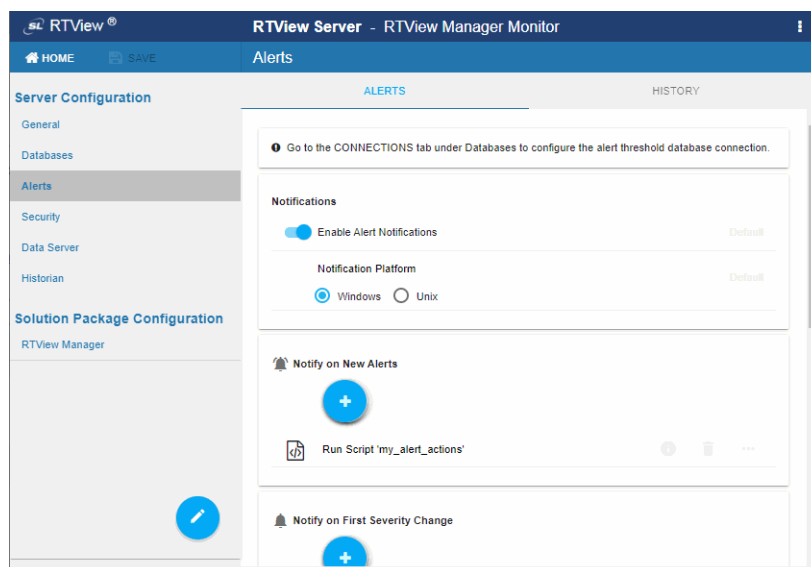 SL RTView ®
RTView Server - RTView Manager Monitor
HOME
SAVE
Alerts
Server Configuration
General
Databases
Alerts
Security
Data Server
Historian
Solution Package Configuration
RTView Manager
ALERTS
HISTORY
Go to the CONNECTIONS tab under Databases to configure the alert threshold database connection.
Notifications
Enable Alert Notifications
Default
Notification Platform
Default
Windows
Unix
Notify on New Alerts
Run Script 'my_alert_actions'
Notify on First Severity Change